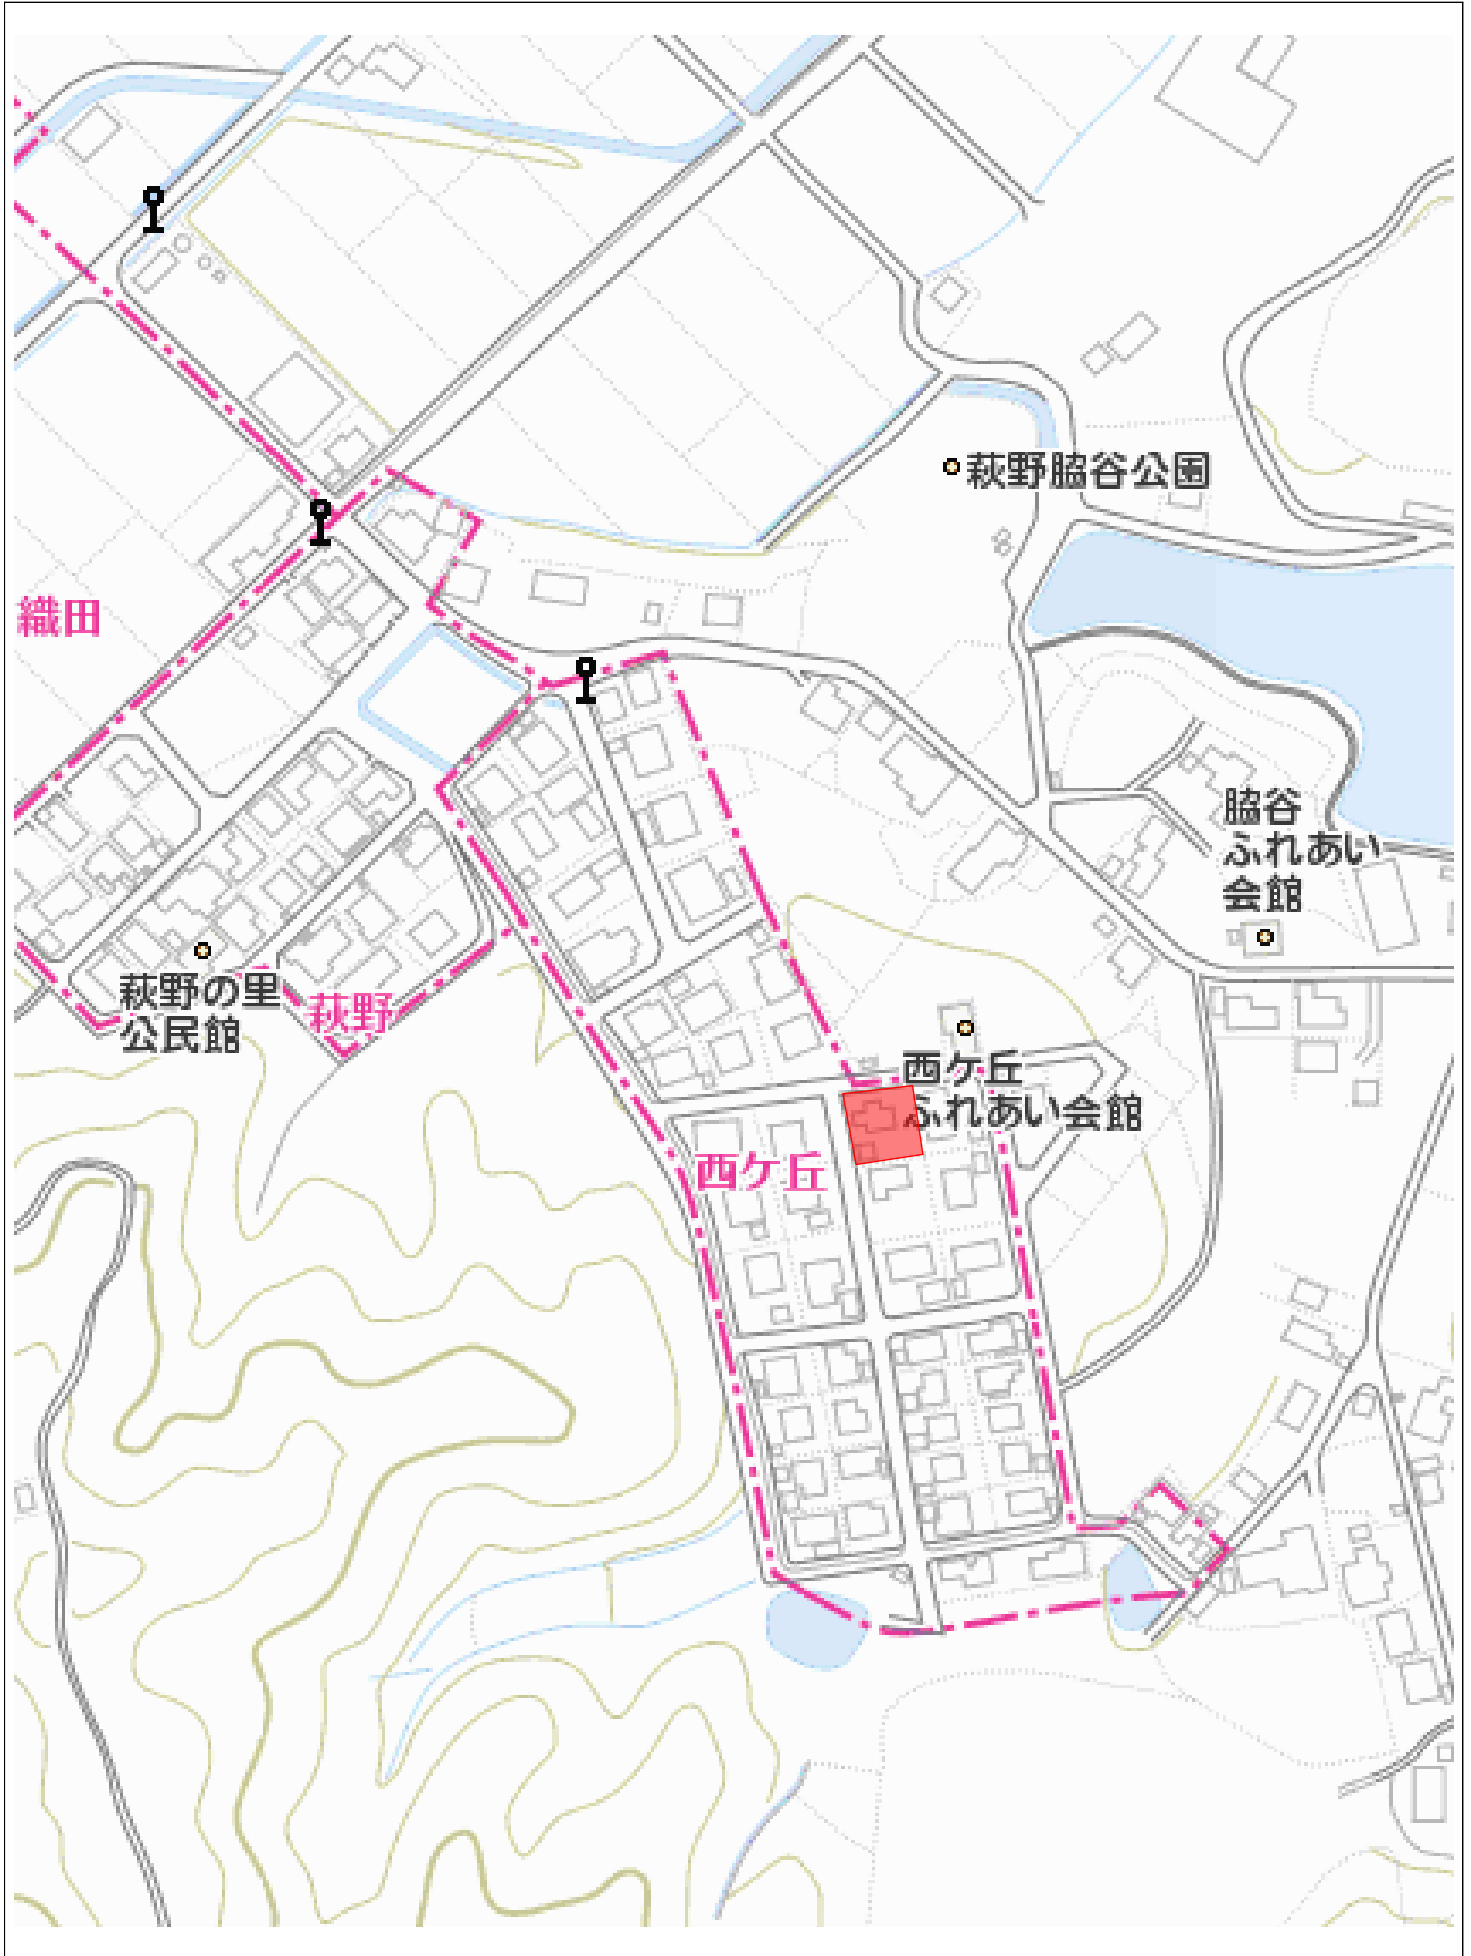 萩野脇谷公園
織田
脇谷
ふれあい
会館
萩野の里
公民館
萩野
西ケ丘
ふれあい会館
西ケ丘